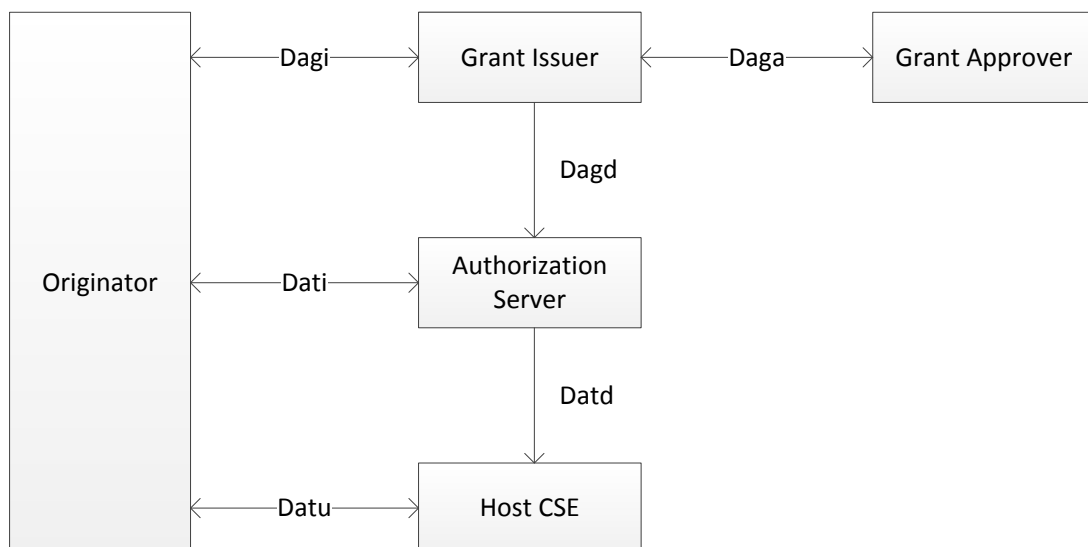 Dagi
Grant Issuer
Daga
Grant Approver
Dagd
Originator
Dati
Authorization
Server
Datd
Datu
Host CSE